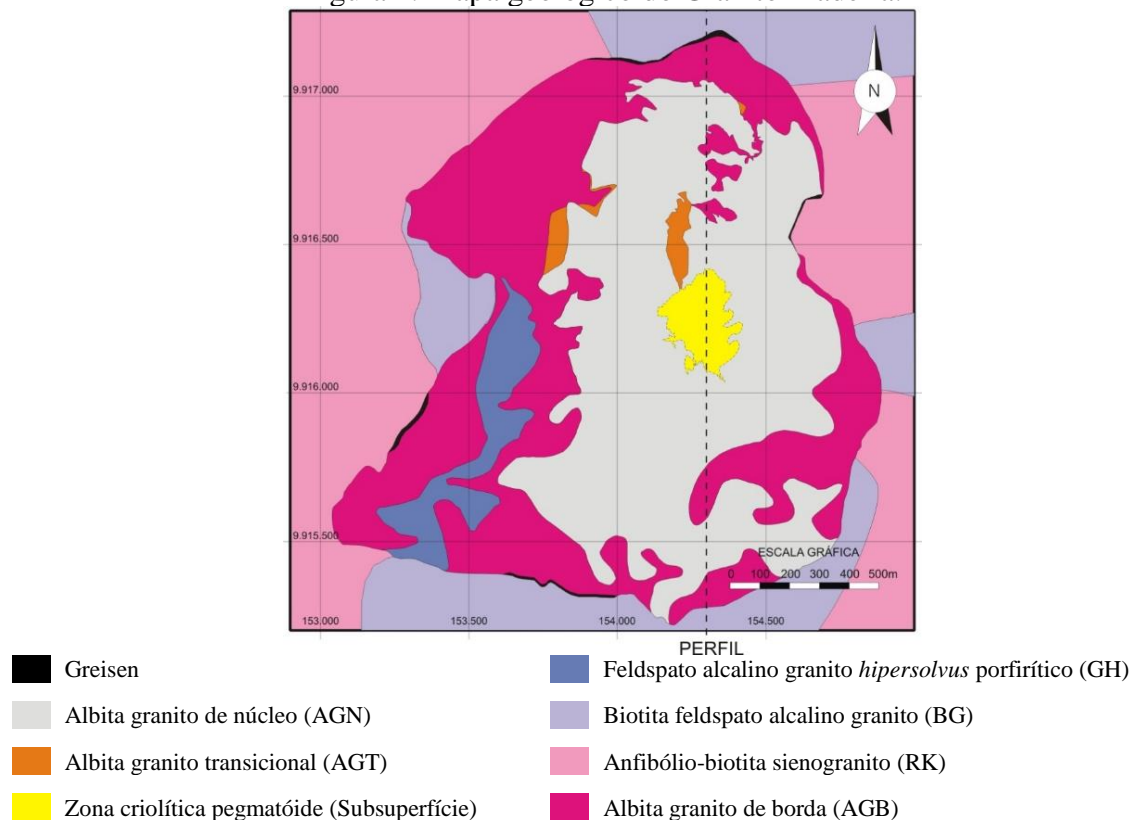 9.917.000
N
9.916.500
9.916.000
9.915.500
ESCALA GRÁFICA
0 100 200 300 400 500m
153.000 153.500 154.000 154.500
PERFIL
Greisen
Feldspato alcalino granito hipersolvus porfirítico (GH)
Albita granito de núcleo (AGN)
Biotita feldspato alcalino granito (BG)
Albita granito transicional (AGT)
Anfibólio-biotita sienogranito (RK)
Zona criolítica pegmatóide (Subsuperfície)
Albita granito de borda (AGB)